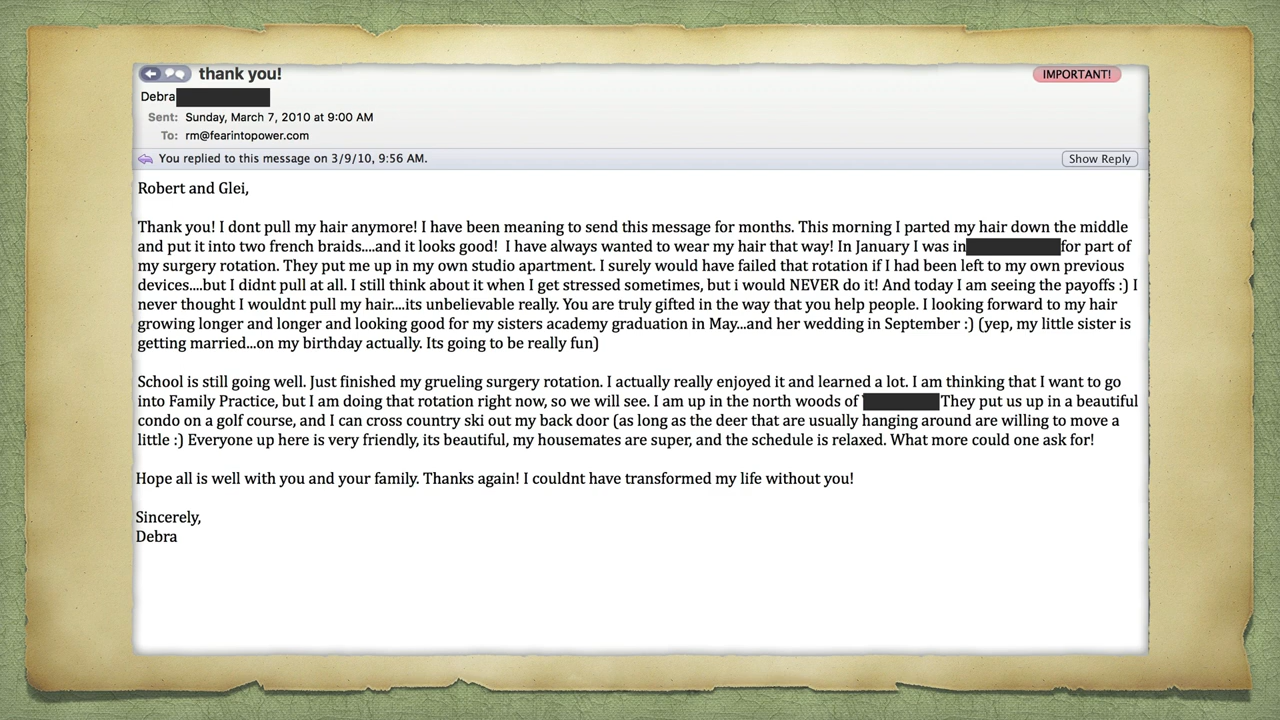 thank you!
IMPORTANT!
Debra
Sent: Sunday, March 7, 2010 at 9:00 AM
To: rm@fearintopower.com
You replied to this message on 3/9/10, 9:56 AM.
Show Reply
Robert and Glei,
Thank you! I dont pull my hair anymore! I have been meaning to send this message for months. This morning I parted my hair down the middle
and put it into two french braids....and it looks good! I have always wanted to wear my hair that way! In January I was in for part of
my surgery rotation. They put me up in my own studio apartment. I surely would have failed that rotation if I had been left to my own previous
devices....but I didnt pull at all. I still think about it when I get stressed sometimes, but i would NEVER do it! And today I am seeing the payoffs :) I
never thought I wouldnt pull my hair....its unbelievable really. You are truly gifted in the way that you help people. I looking forward to my hair
growing longer and longer and looking good for my sisters academy graduation in May...and her wedding in September :) (yep, my little sister is
getting married...on my birthday actually. Its going to be really fun)
School is still going well. Just finished my grueling surgery rotation. I actually really enjoyed it and learned a lot. I am thinking that I want to go
into Family Practice, but I am doing that rotation right now, so we will see. I am up in the north woods of They put us up in a beautiful
condo on a golf course, and I can cross country ski out my back door (as long as the deer that are usually hanging around are willing to move a
little :) Everyone up here is very friendly, its beautiful, my housemates are super, and the schedule is relaxed. What more could one ask for!
Hope all is well with you and your family. Thanks again! I couldnt have transformed my life without you!
Sincerely,
Debra